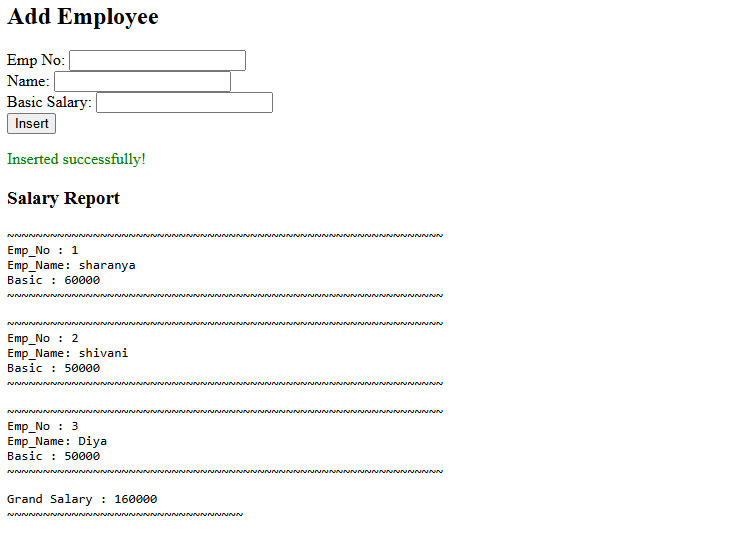 Add Employee
Emp No:
Name:
Basic Salary:
Insert
Inserted successfully!
Salary Report
~~~~~~~~~~~~~~~~~~~~~~~~~~~~~~~~~~~~~~~~~~~~~~~~~~~~~~~~~~~~~
Emp_No : 1
Emp_Name: sharanya
Basic : 60000
~~~~~~~~~~~~~~~~~~~~~~~~~~~~~~~~~~~~~~~~~~~~~~~~~~~~~~~~~~~~~
~~~~~~~~~~~~~~~~~~~~~~~~~~~~~~~~~~~~~~~~~~~~~~~~~~~~~~~~~~~~~
Emp_No : 2
Emp_Name: shivani
Basic : 50000
~~~~~~~~~~~~~~~~~~~~~~~~~~~~~~~~~~~~~~~~~~~~~~~~~~~~~~~~~~~~~
~~~~~~~~~~~~~~~~~~~~~~~~~~~~~~~~~~~~~~~~~~~~~~~~~~~~~~~~~~~~~
Emp_No : 3
Emp_Name: Diya
Basic : 50000
~~~~~~~~~~~~~~~~~~~~~~~~~~~~~~~~~~~~~~~~~~~~~~~~~~~~~~~~~~~~~
Grand Salary : 160000
~~~~~~~~~~~~~~~~~~~~~~~~~~~~~~~~~